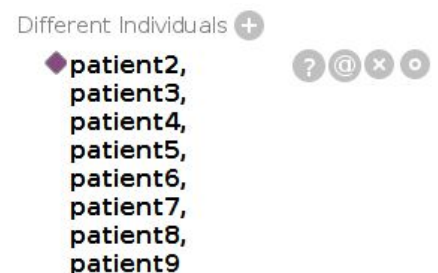 Different Individuals +
patient2, ? @ x o
patient3,
patient4,
patient5,
patient6,
patient7,
patient8,
patient9